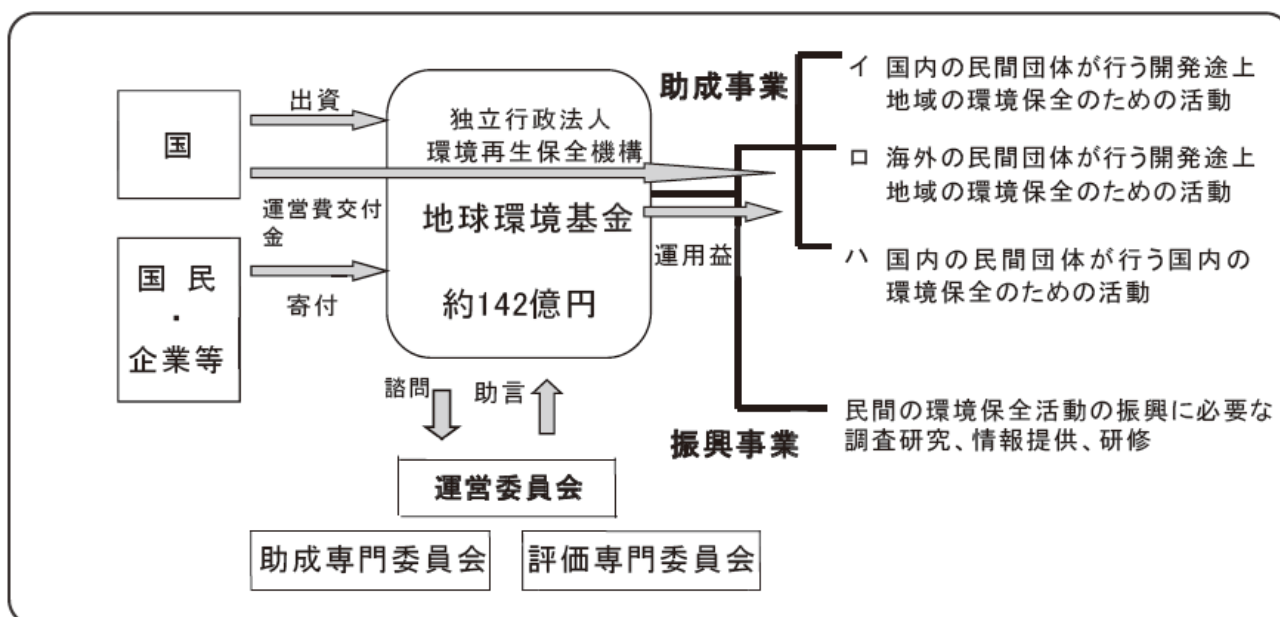 国
出資
運営費交付
金
国 民
・
企業等
寄付
独立行政法人
環境再生保全機構
地球環境基金
約142億円
運用益
諮問
助言
運営委員会
助成専門委員会
評価専門委員会
助成事業
イ 国内の民間団体が行う開発途上
地域の環境保全のための活動
ロ 海外の民間団体が行う開発途上
地域の環境保全のための活動
ハ 国内の民間団体が行う国内の
環境保全のための活動
振興事業
民間の環境保全活動の振興に必要な
調査研究、情報提供、研修